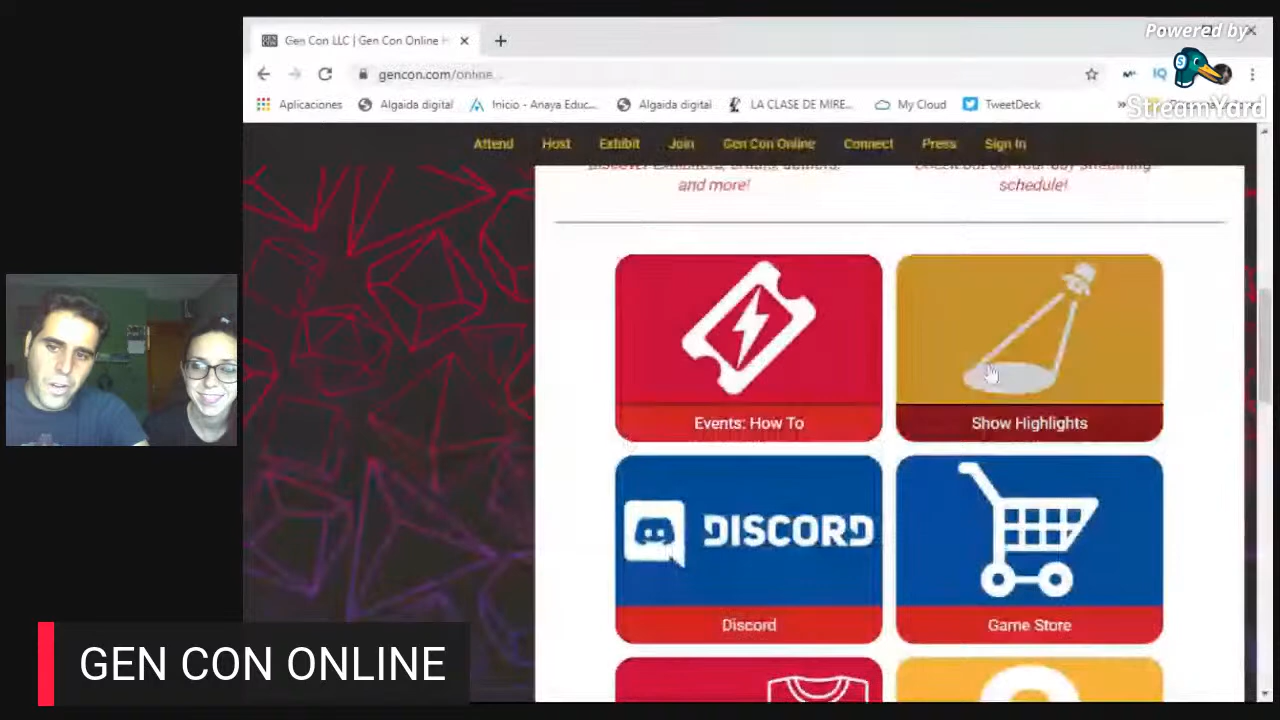 Powered by
StreamYard
Gen Con LLC | Gen Con Online
gencon.com/online
Aplicaciones
Algaida digital
Inicio - Anaya Educ...
Algaida digital
LA CLASE DE MIRE...
My Cloud
TweetDeck
»
Attend
Host
Exhibit
Join
Gen Con Online
Connect
Press
Sign In
and more!
schedule!
Events: How To
Show Highlights
DISCORD
Discord
Game Store
GEN CON ONLINE